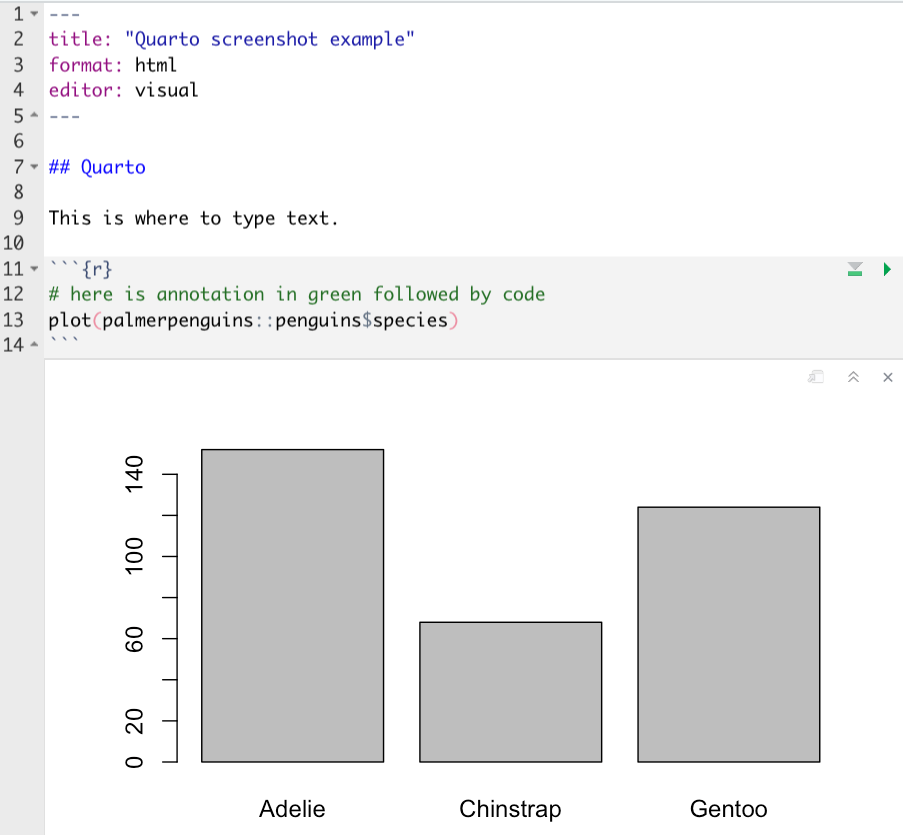 1 ---
2 title: "Quarto screenshot example"
3 format: html
4 editor: visual
5 ---
6
7 ## Quarto
8
9 This is where to type text.
10
11 ```{r}
12 # here is annotation in green followed by code
13 plot(palmerpenguins::penguins$species)
14 ```
140
100
60
20
0
Adelie Chinstrap Gentoo